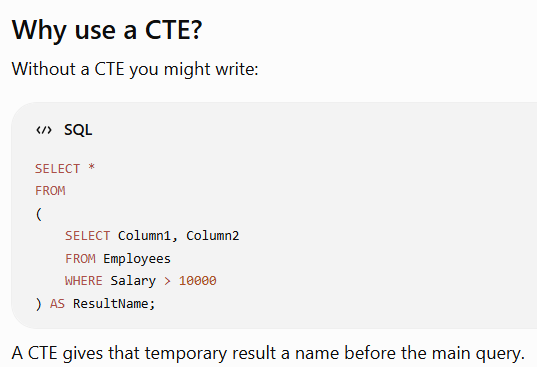 Why use a CTE?
Without a CTE you might write:
</> SQL
SELECT *
FROM
(
    SELECT Column1, Column2
    FROM Employees
    WHERE Salary > 10000
) AS ResultName;
A CTE gives that temporary result a name before the main query.